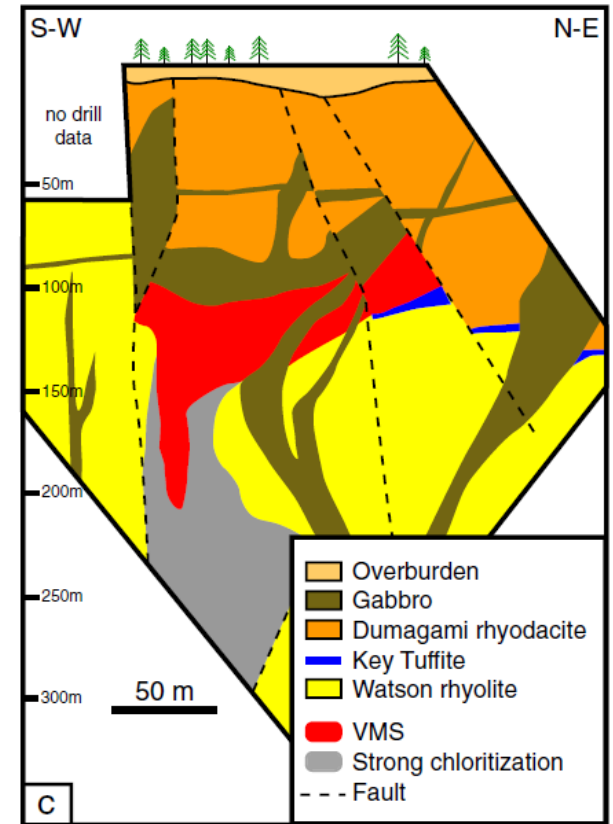 S-W
N-E
no drill
data
50m
100m
150m
200m
250m
300m
50 m
Overburden
Gabbro
Dumagami rhyodacite
Key Tuffite
Watson rhyolite
VMS
Strong chloritization
Fault
C